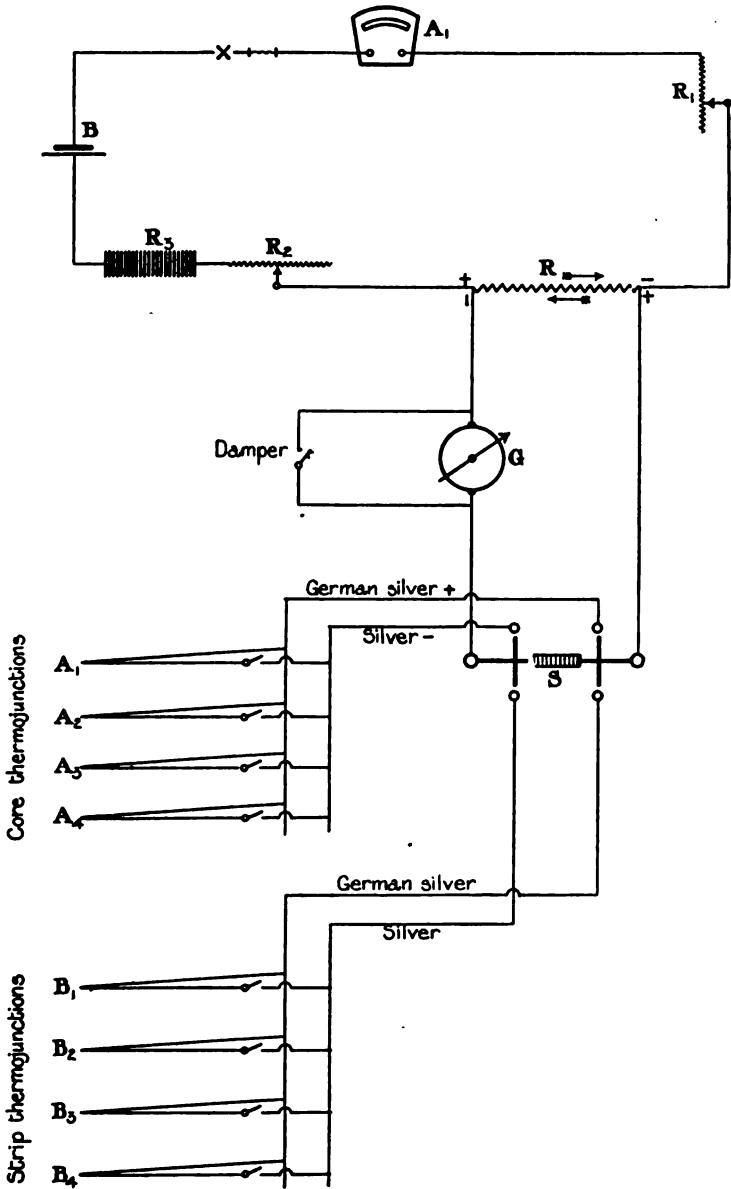 A₁
R₁
B
R₃
R₂
+ R -
1 +
Damper
G
German silver +
Silver -
S
Core thermojunctions
A₁
A₂
A₃
A₄
German silver
Silver
Strip thermojunctions
B₁
B₂
B₃
B₄